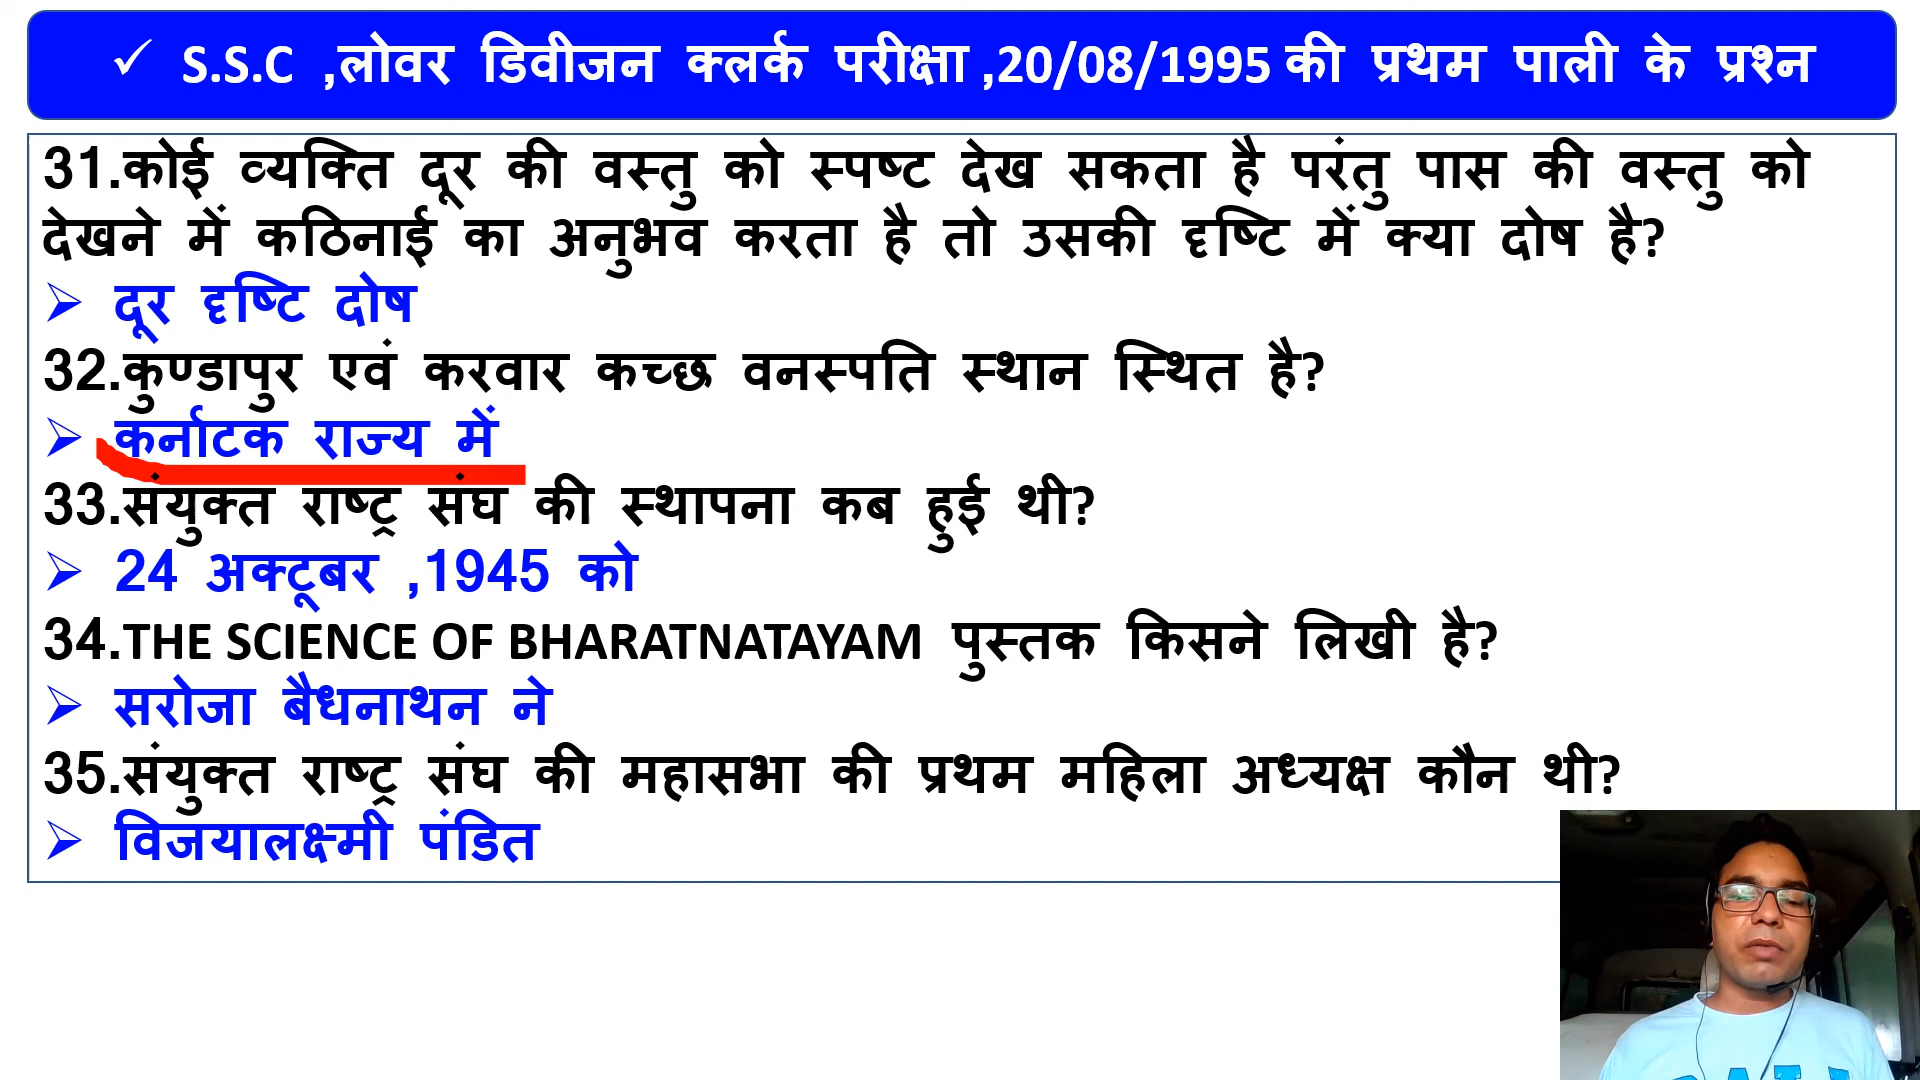 ✓ S.S.C ,लोवर डिवीजन क्लर्क परीक्षा ,20/08/1995 की प्रथम पाली के प्रश्न
31.कोई व्यक्ति दूर की वस्तु को स्पष्ट देख सकता है परंतु पास की वस्तु को
देखने में कठिनाई का अनुभव करता है तो उसकी दृष्टि में क्या दोष है?
➢ दूर दृष्टि दोष
32.कुण्डापुर एवं करवार कच्छ वनस्पति स्थान स्थित है?
➢ कर्नाटक राज्य में
33.संयुक्त राष्ट्र संघ की स्थापना कब हुई थी?
➢ 24 अक्टूबर ,1945 को
34.THE SCIENCE OF BHARATNATAYAM पुस्तक किसने लिखी है?
➢ सरोजा बैधनाथन ने
35.संयुक्त राष्ट्र संघ की महासभा की प्रथम महिला अध्यक्ष कौन थी?
➢ विजयालक्ष्मी पंडित